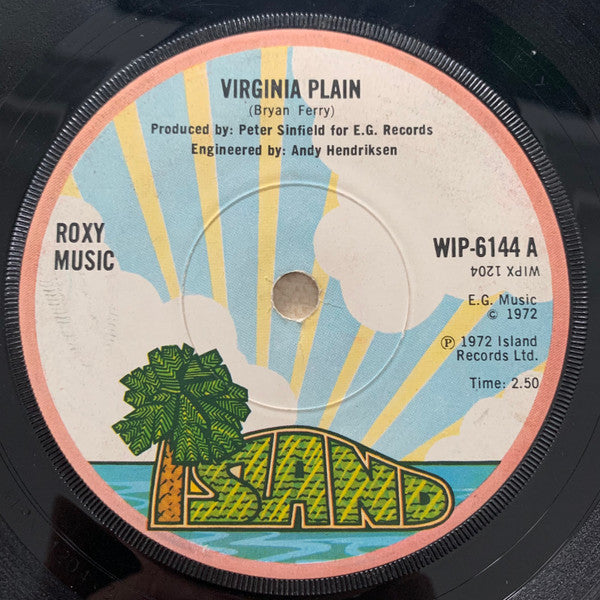 VIRGINIA PLAIN
(Bryan Ferry)
Produced by: Peter Sinfield for E.G. Records
Engineered by: Andy Hendriksen
ROXY
MUSIC
WIP-6144 A
WIPX 1204
E.G. Music
© 1972
℗ 1972 Island
Records Ltd.
Time: 2.50
ISLAND